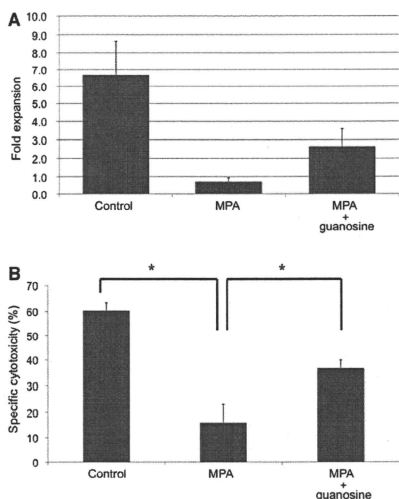 A
Fold expansion
10.0
9.0
8.0
7.0
6.0
5.0
4.0
3.0
2.0
1.0
0.0
Control
MPA
MPA
+
guanosine
B
Specific cytotoxicity (%)
70
60
50
40
30
20
10
0
*
*
Control
MPA
MPA
+
guanosine